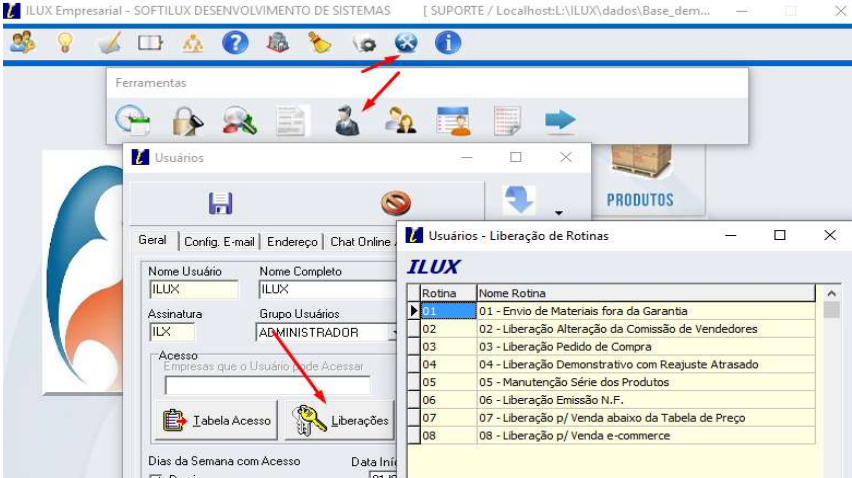 ILUX Empresarial - SOFTILUX DESENVOLVIMENTO DE SISTEMAS [ SUPORTE / Localhost:L:\ILUX\dados\Base_dem...
Ferramentas
Usuários
PRODUTOS
Geral Config. E-mail Endereço Chat Online
Nome Usuário Nome Completo
ILUX ILUX
Assinatura Grupo Usuários
ILX ADMINISTRADOR
Acesso
Empresas que o Usuário pode Acessar
Tabela Acesso Liberações
Dias da Semana com Acesso
Usuários - Liberação de Rotinas
ILUX
Rotina Nome Rotina
01 01 - Envio de Materiais fora da Garantia
02 02 - Liberação Alteração da Comissão de Vendedores
03 03 - Liberação Pedido de Compra
04 04 - Liberação Demonstrativo com Reajuste Atrasado
05 05 - Manutenção Série dos Produtos
06 06 - Liberação Emissão N.F.
07 07 - Liberação p/ Venda abaixo da Tabela de Preço
08 08 - Liberação p/ Venda e-commerce